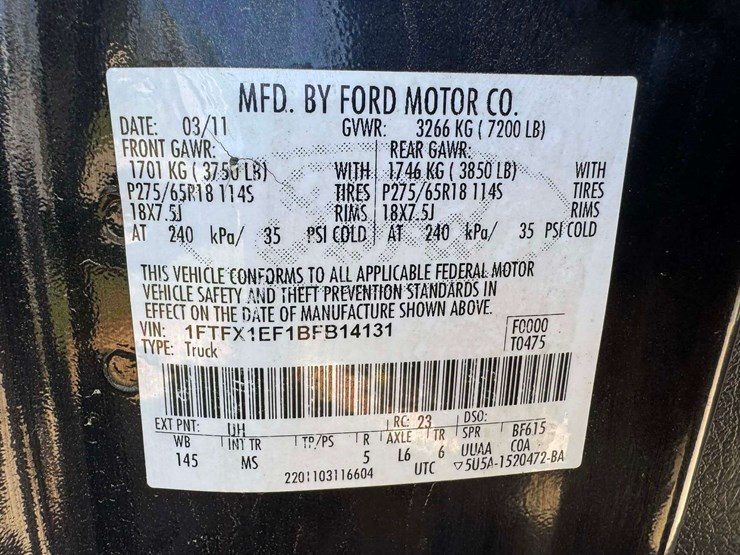 MFD. BY FORD MOTOR CO.
DATE: 03/11 GVWR: 3266 KG ( 7200 LB)
FRONT GAWR: REAR GAWR:
1701 KG ( 3750 LB) WITH 1746 KG ( 3850 LB) WITH
P275/65R18 114S TIRES P275/65R18 114S TIRES
18X7.5J RIMS 18X7.5J RIMS
AT 240 kPa/ 35 PSI COLD AT 240 kPa/ 35 PSI COLD
THIS VEHICLE CONFORMS TO ALL APPLICABLE FEDERAL MOTOR
VEHICLE SAFETY AND THEFT PREVENTION STANDARDS IN
EFFECT ON THE DATE OF MANUFACTURE SHOWN ABOVE.
VIN: 1FTFX1EF1BFB14131 F0000
TYPE: Truck T0475
EXT PNT: UH RC: 23 DSO:
WB INT TR TP/PS R AXLE TR SPR BF615
145 MS 5 L6 6 UUAA COA
2201103116604 UTC ▽5U5A-1520472-BA